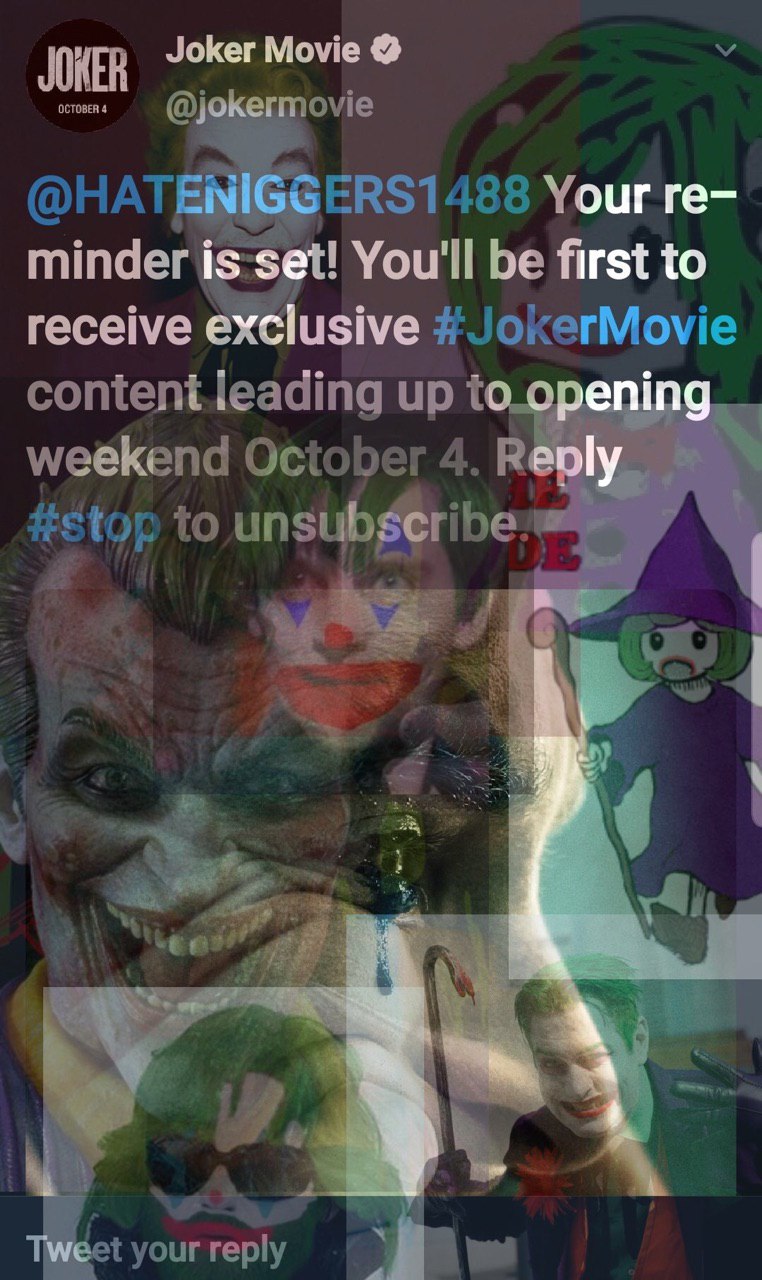 JOKER
OCTOBER 4
Joker Movie
@jokermovie
@HATENIGGERS1488 Your re-
minder is set! You'll be first to
receive exclusive #JokerMovie
content leading up to opening
weekend October 4. Reply
#stop to unsubscribe.
DE
Tweet your reply